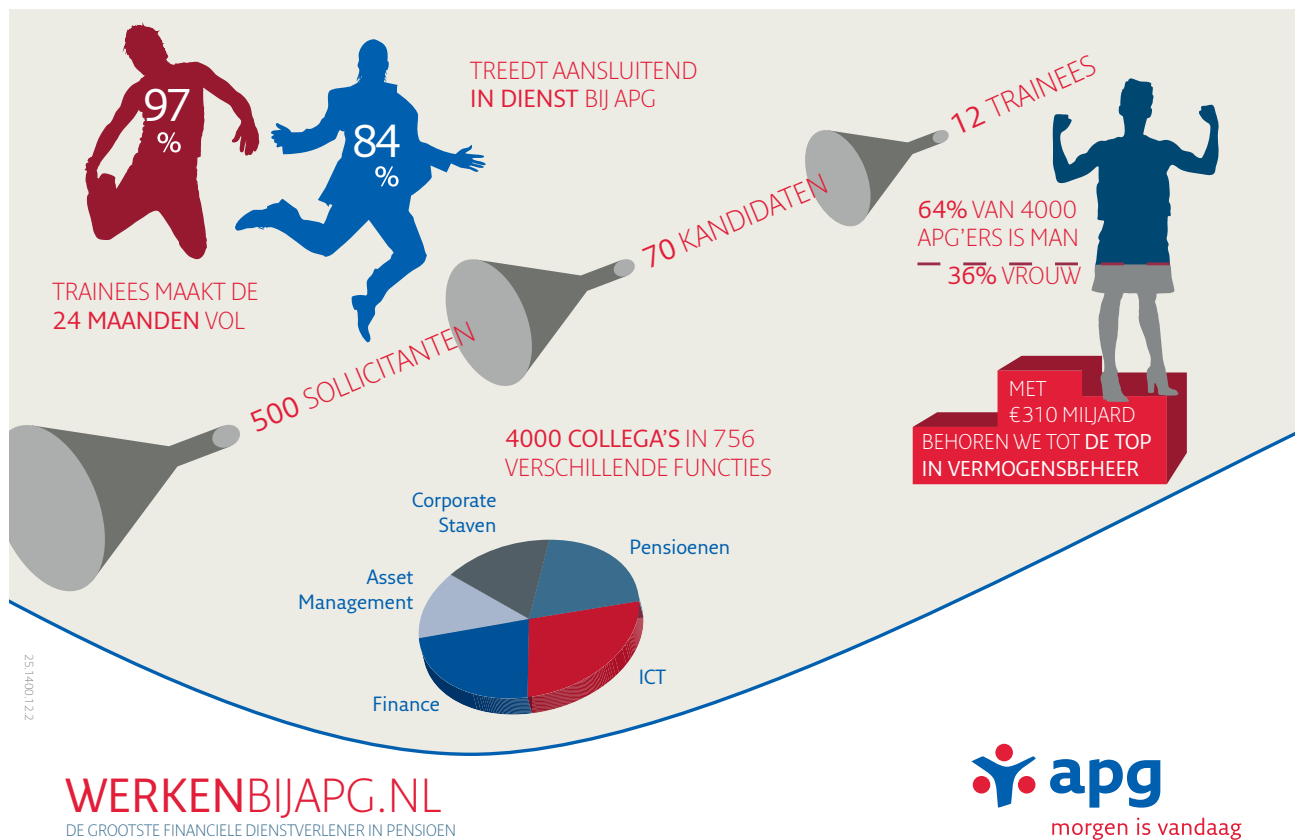 97
%
TRAINEES MAAKT DE
24 MAANDEN VOL
84
%
TREEDT AANSLUITEND
IN DIENST BIJ APG
500 SOLLICITANTEN
70 KANDIDATEN
12 TRAINEES
64% VAN 4000
APG'ERS IS MAN
36% VROUW
MET
€310 MILJARD
BEHOREN WE TOT DE TOP
IN VERMOGENSBEHEER
4000 COLLEGA'S IN 756
VERSCHILLENDE FUNCTIES
Corporate
Staven
Pensioenen
Asset
Management
ICT
Finance
25.1400.12.2
WERKENBIJAPG.NL
DE GROOTSTE FINANCIELE DIENSTVERLENER IN PENSIOEN
apg
morgen is vandaag